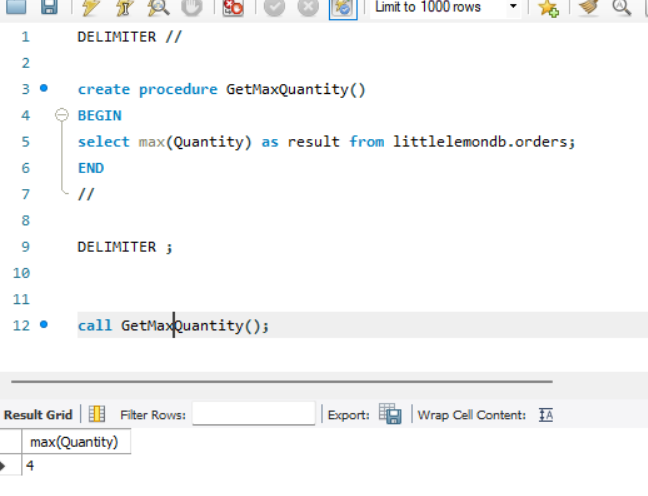 Limit to 1000 rows
1 DELIMITER //
2
3 create procedure GetMaxQuantity()
4 BEGIN
5 select max(Quantity) as result from littlelemondb.orders;
6 END
7 //
8
9 DELIMITER ;
10
11
12 call GetMaxQuantity();
Result Grid Filter Rows: Export: Wrap Cell Content: IA
max(Quantity)
4